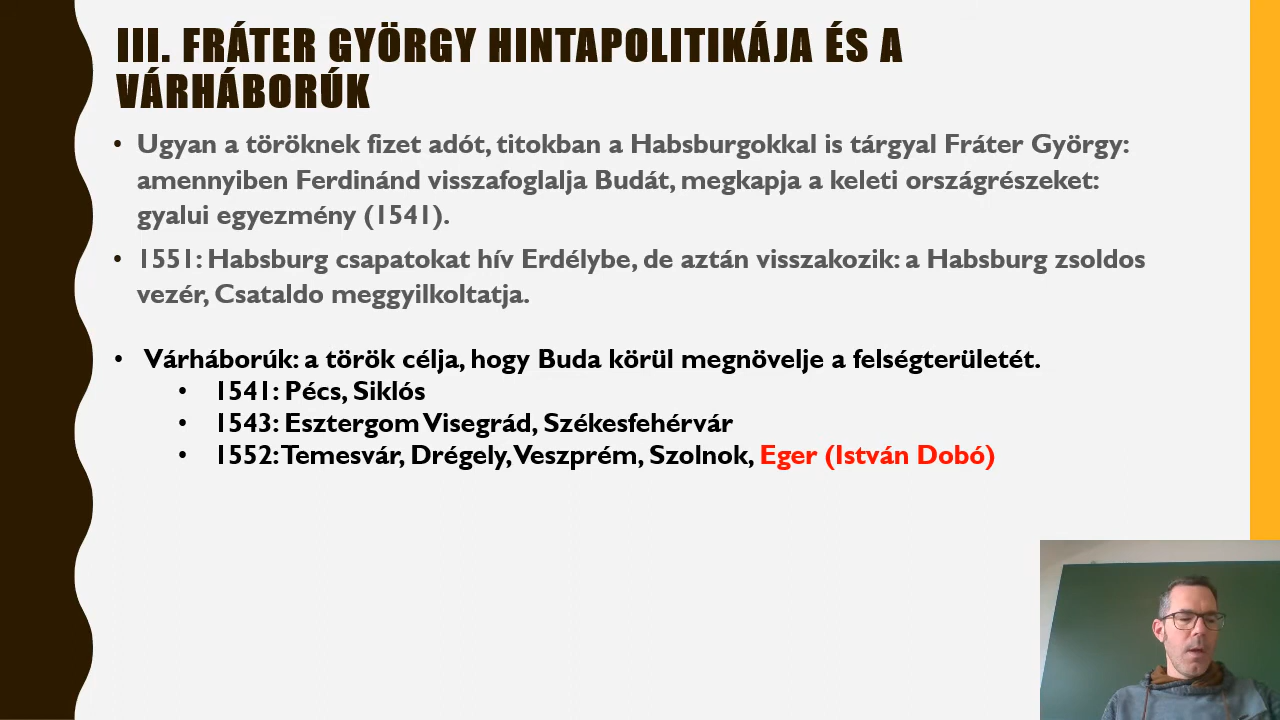 III. FRÁTER GYÖRGY HINTAPOLITIKÁJA ÉS A
VÁRHÁBORÚK
• Ugyan a töröknek fizet adót, titokban a Habsburgokkal is tárgyal Fráter György:
amennyiben Ferdinánd visszafoglalja Budát, megkapja a keleti országrészeket:
gyalui egyezmény (1541).
• 1551: Habsburg csapatokat hív Erdélybe, de aztán visszakozik: a Habsburg zsoldos
vezér, Csataldo meggyilkoltatja.
• Várháborúk: a török célja, hogy Buda körül megnövelje a felségterületét.
• 1541: Pécs, Siklós
• 1543: Esztergom Visegrád, Székesfehérvár
• 1552: Temesvár, Drégely, Veszprém, Szolnok, Eger (István Dobó)